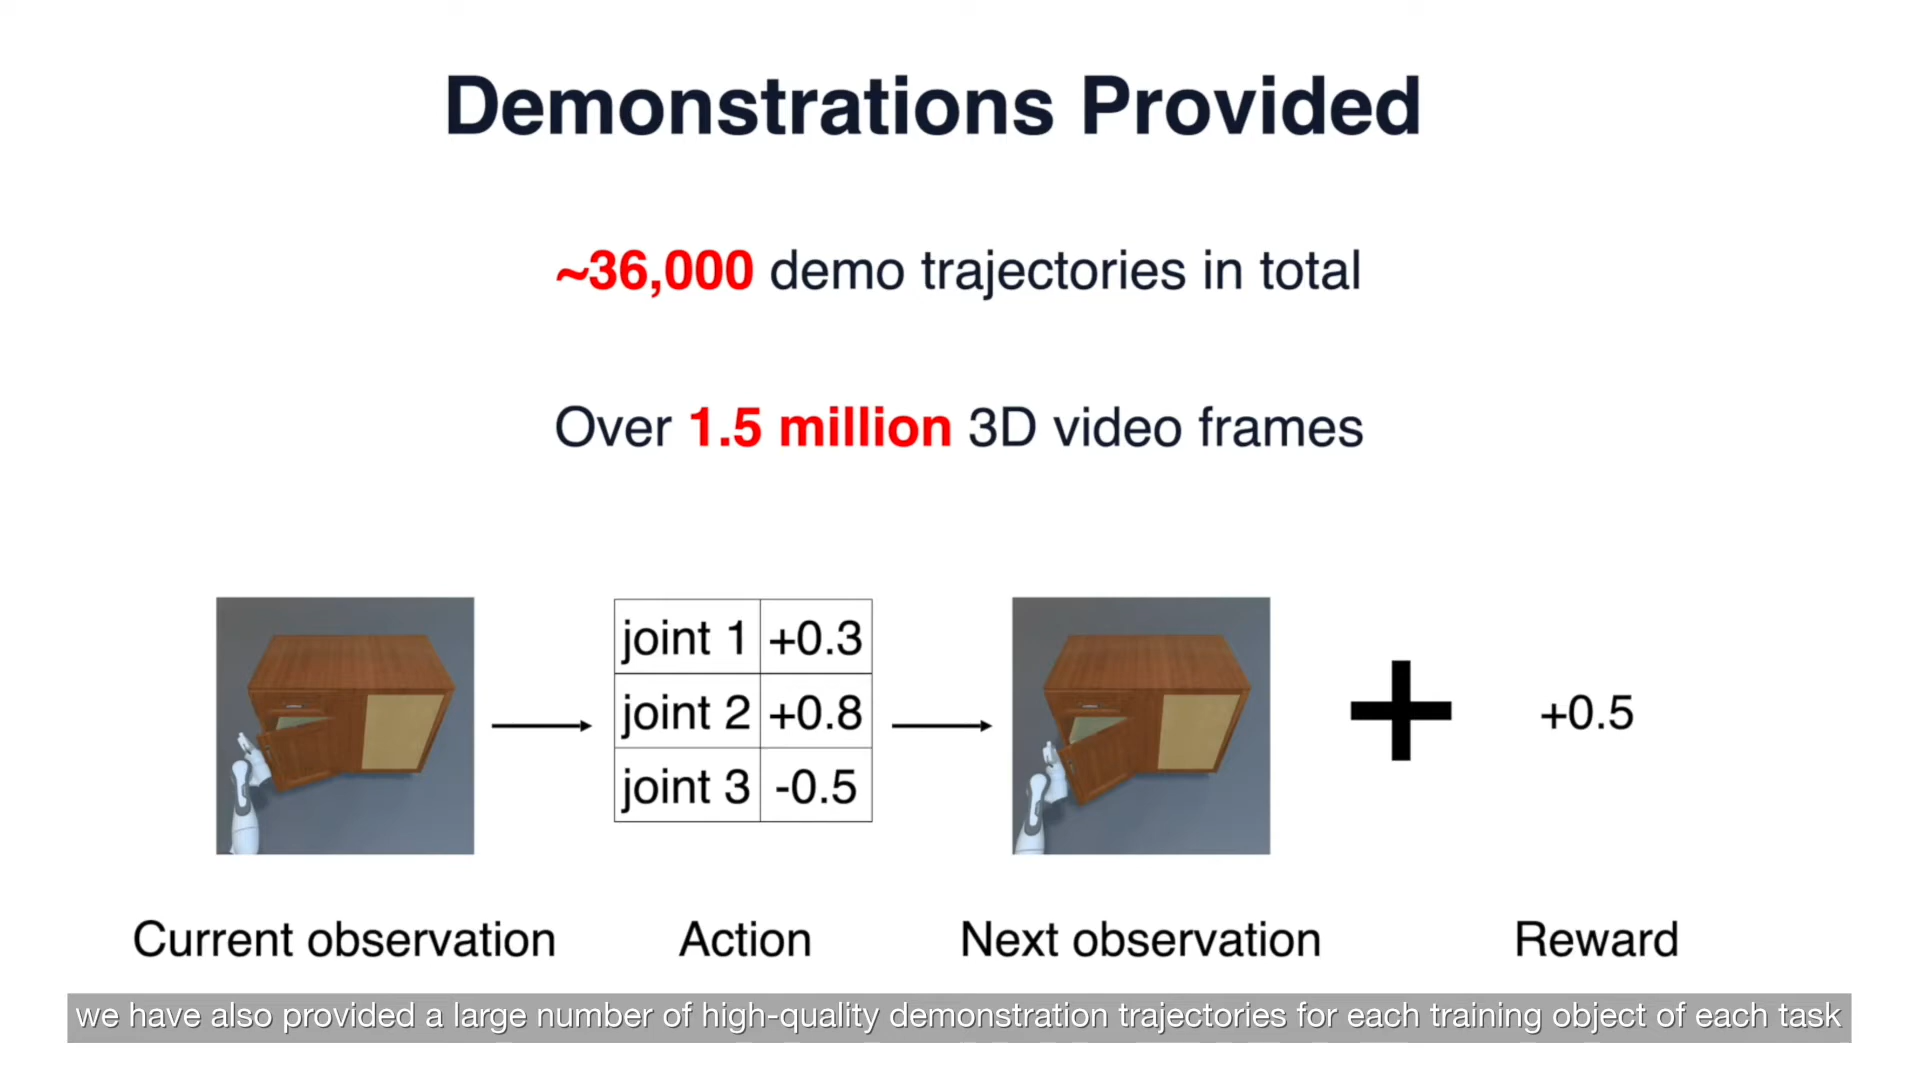 Demonstrations Provided
~36,000 demo trajectories in total
Over 1.5 million 3D video frames
joint 1 +0.3
joint 2 +0.8
joint 3 -0.5
+
+0.5
Current observation
Action
Next observation
Reward
we have also provided a large number of high-quality demonstration trajectories for each training object of each task